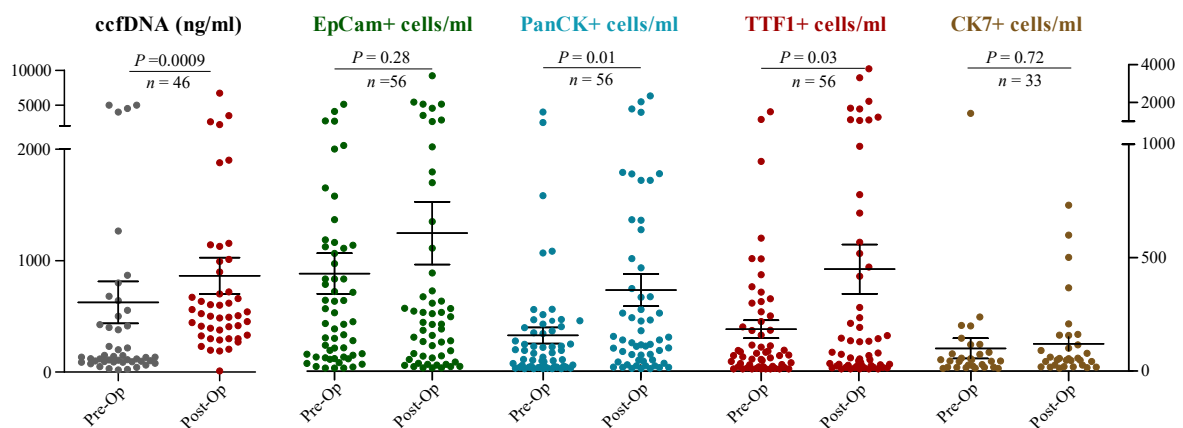 ccfDNA (ng/ml) EpCam+ cells/ml PanCK+ cells/ml TTF1+ cells/ml CK7+ cells/ml
P =0.0009 P = 0.28 P = 0.01 P = 0.03 P = 0.72
n = 46 n =56 n = 56 n = 56 n = 33
10000 4000
5000 2000
2000 1000
1000 500
0 0
Pre-Op Post-Op Pre-Op Post-Op Pre-Op Post-Op Pre-Op Post-Op Pre-Op Post-Op